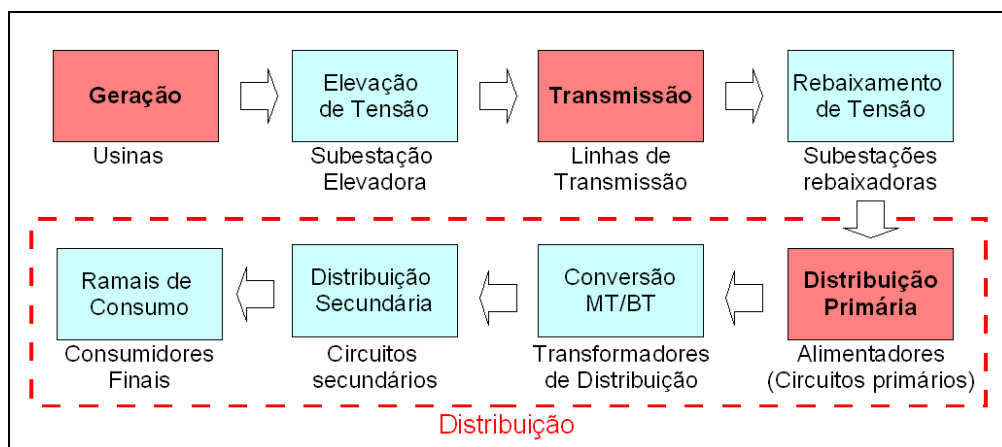 Geração
Usinas
Elevação
de Tensão
Subestação
Elevadora
Transmissão
Linhas de
Transmissão
Rebaixamento
de Tensão
Subestações
rebaixadoras
Distribuição
Primária
Alimentadores
(Circuitos primários)
Conversão
MT/BT
Transformadores
de Distribuição
Distribuição
Secundária
Circuitos
secundários
Ramais de
Consumo
Consumidores
Finais
Distribuição